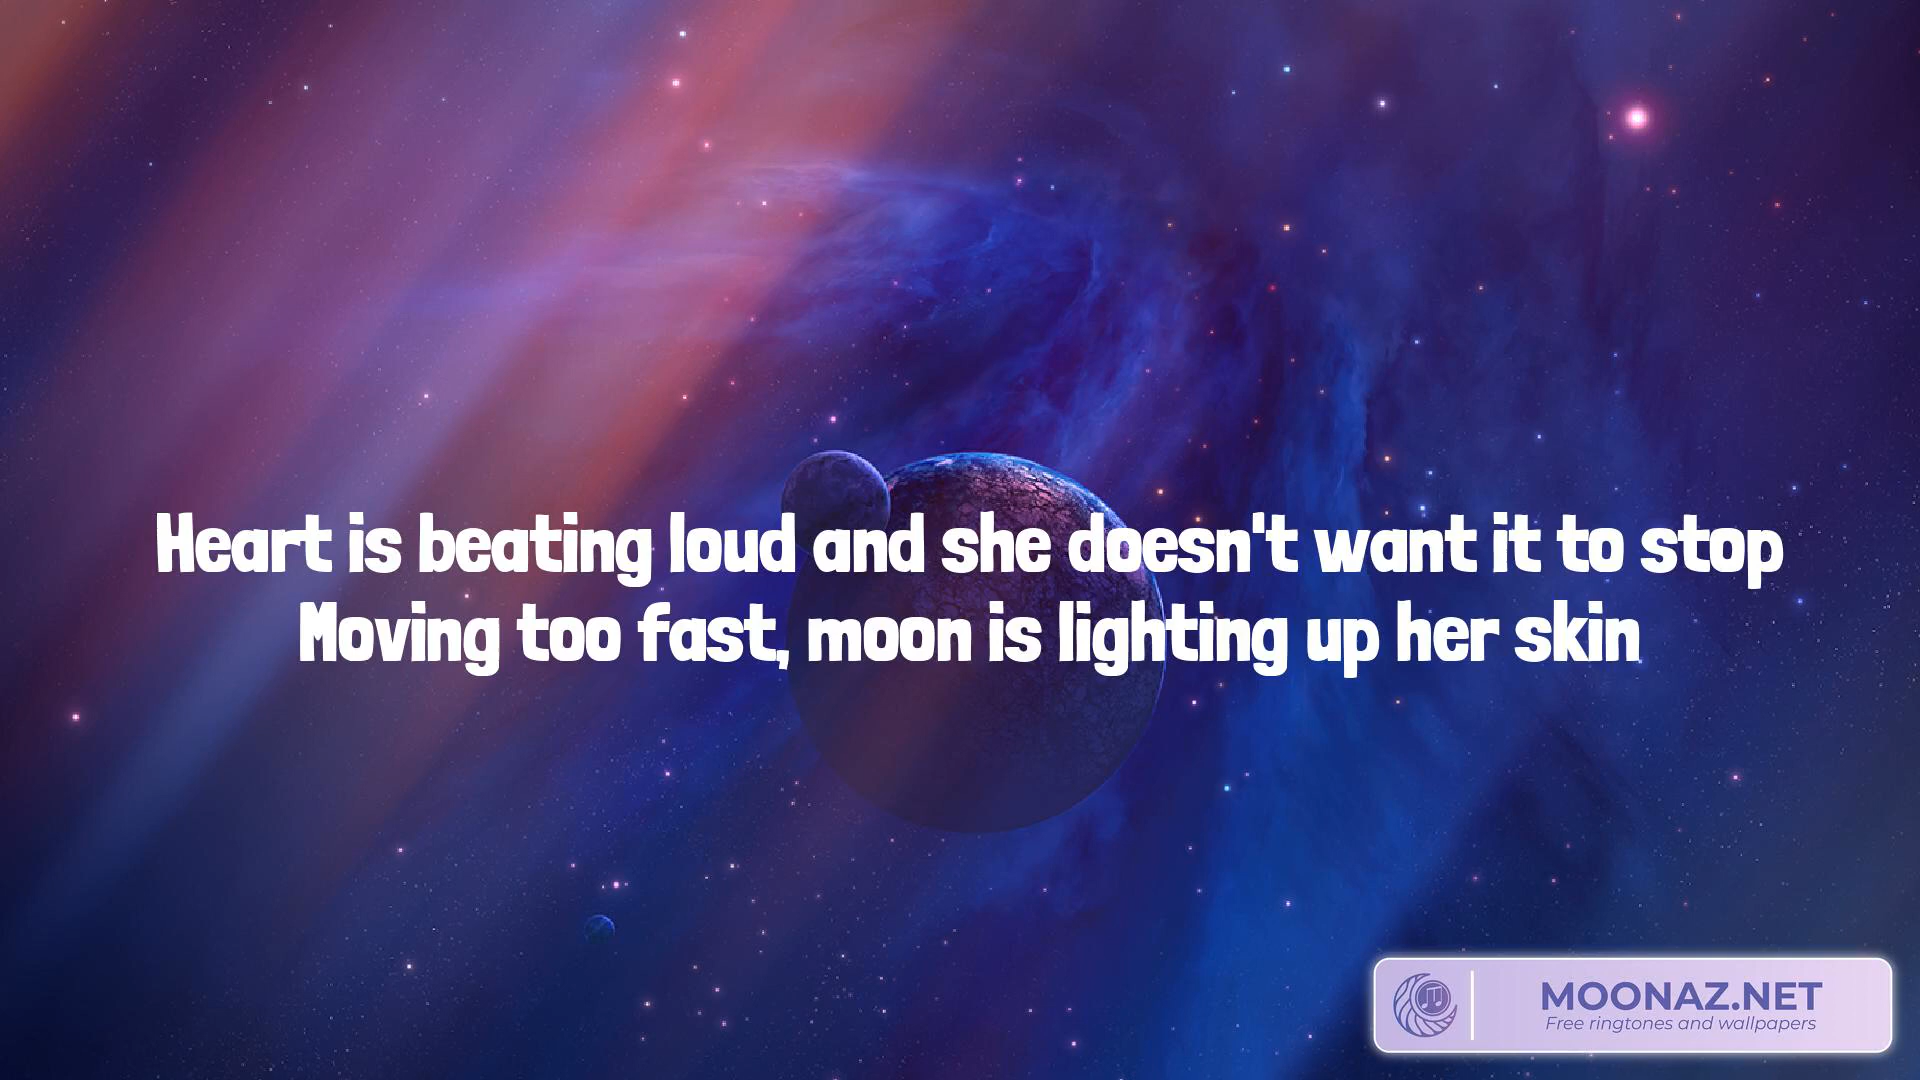 Heart is beating loud and she doesn't want it to stop
Moving too fast, moon is lighting up her skin
MOONAZ.NET
Free ringtones and wallpapers